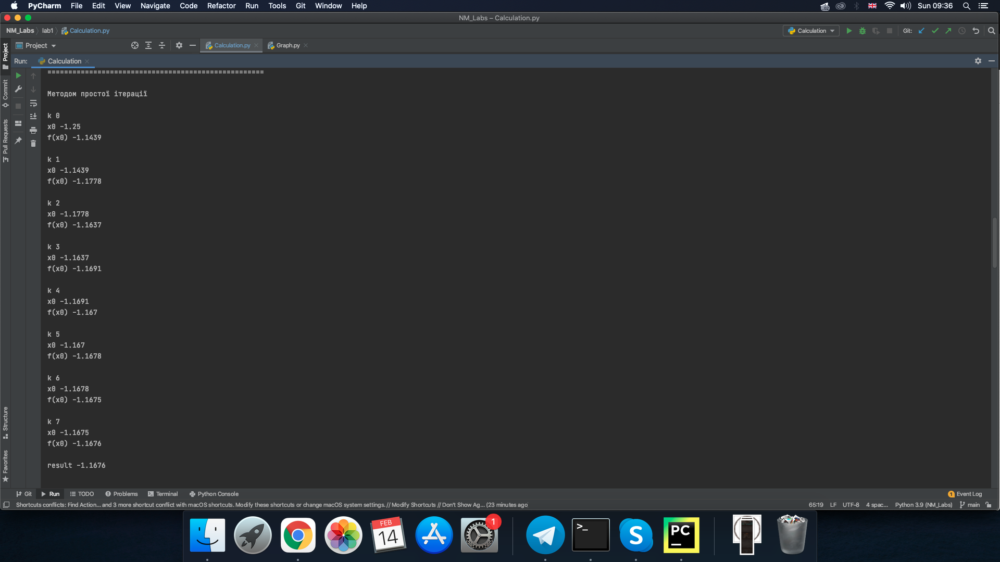 PyCharm File Edit View Navigate Code Refactor Run Tools Git Window Help Sun 09:36
NM_Labs – Calculation.py
NM_Labs lab1 Calculation.py Calculation Git:
Project Calculation.py Graph.py
Run: Calculation
Project
Commit
Pull Requests
Structure
Favorites
====================================================
Методом простої ітерації
k 0
x0 -1.25
f(x0) -1.1439
k 1
x0 -1.1439
f(x0) -1.1778
k 2
x0 -1.1778
f(x0) -1.1637
k 3
x0 -1.1637
f(x0) -1.1691
k 4
x0 -1.1691
f(x0) -1.167
k 5
x0 -1.167
f(x0) -1.1678
k 6
x0 -1.1678
f(x0) -1.1675
k 7
x0 -1.1675
f(x0) -1.1676
result -1.1676
Git Run TODO Problems Terminal Python Console 1 Event Log
Shortcuts conflicts: Find Action... and 3 more shortcut conflict with macOS shortcuts. Modify these shortcuts or change macOS system settings. // Modify Shortcuts // Don't Show Ag... (23 minutes ago 65:19 LF UTF-8 4 spac... Python 3.9 (NM_Labs) main
FEB
14
1
>_
S
PC